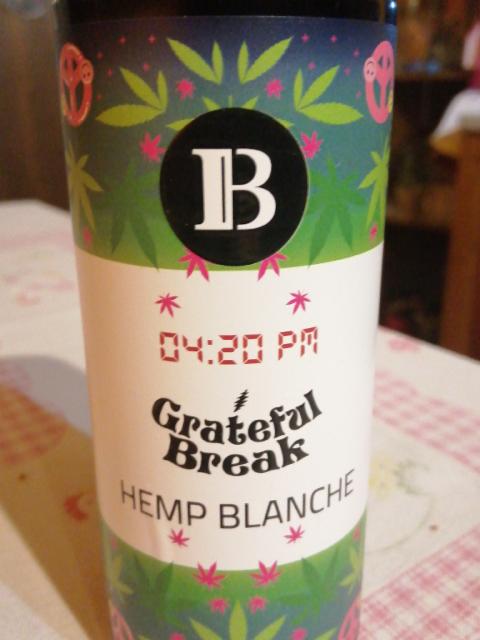 B
04:20 PM
Grateful
Break
HEMP BLANCHE